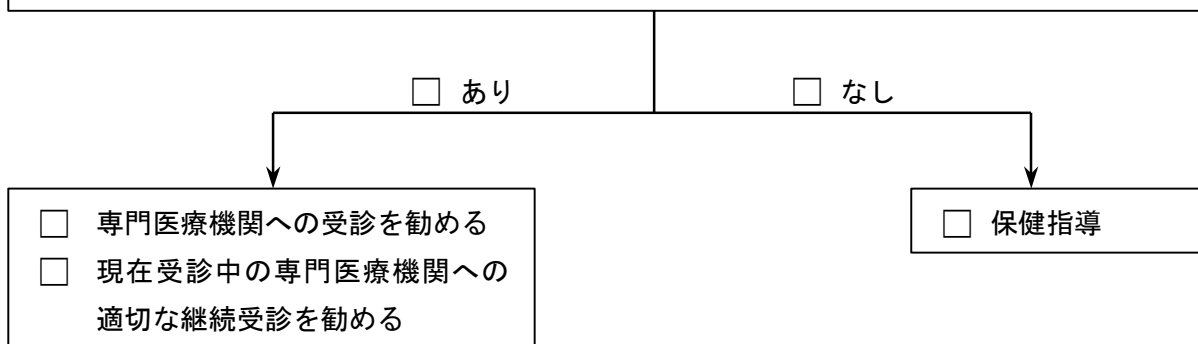 □ あり
□ なし
□ 専門医療機関への受診を勧める
□ 現在受診中の専門医療機関への
適切な継続受診を勧める
□ 保健指導